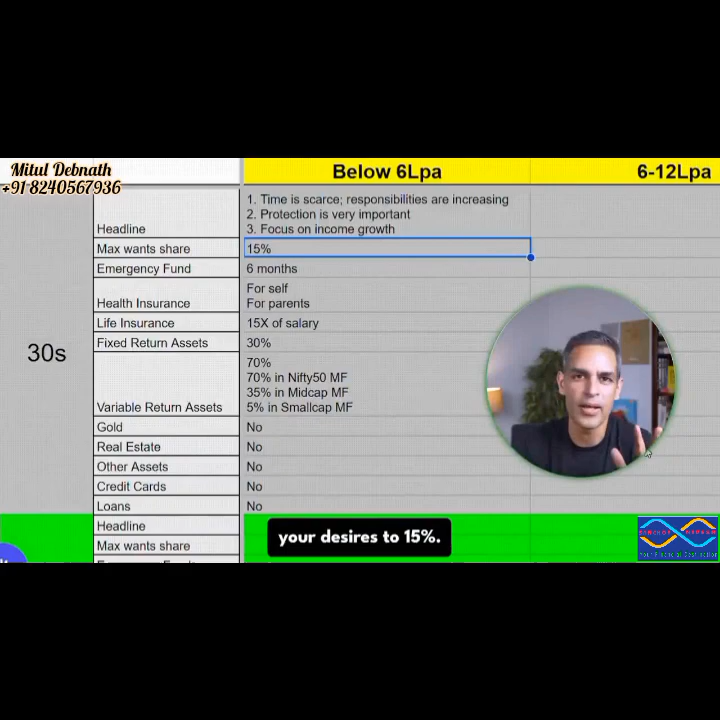 Mitul Debnath
+91 8240567936
Below 6Lpa
6-12Lpa
30s
Headline
1. Time is scarce; responsibilities are increasing
2. Protection is very important
3. Focus on income growth
Max wants share
15%
Emergency Fund
6 months
Health Insurance
For self
For parents
Life Insurance
15X of salary
Fixed Return Assets
30%
Variable Return Assets
70%
70% in Nifty50 MF
35% in Midcap MF
5% in Smallcap MF
Gold
No
Real Estate
No
Other Assets
No
Credit Cards
No
Loans
No
Headline
Max wants share
your desires to 15%.
Your Financial Destination